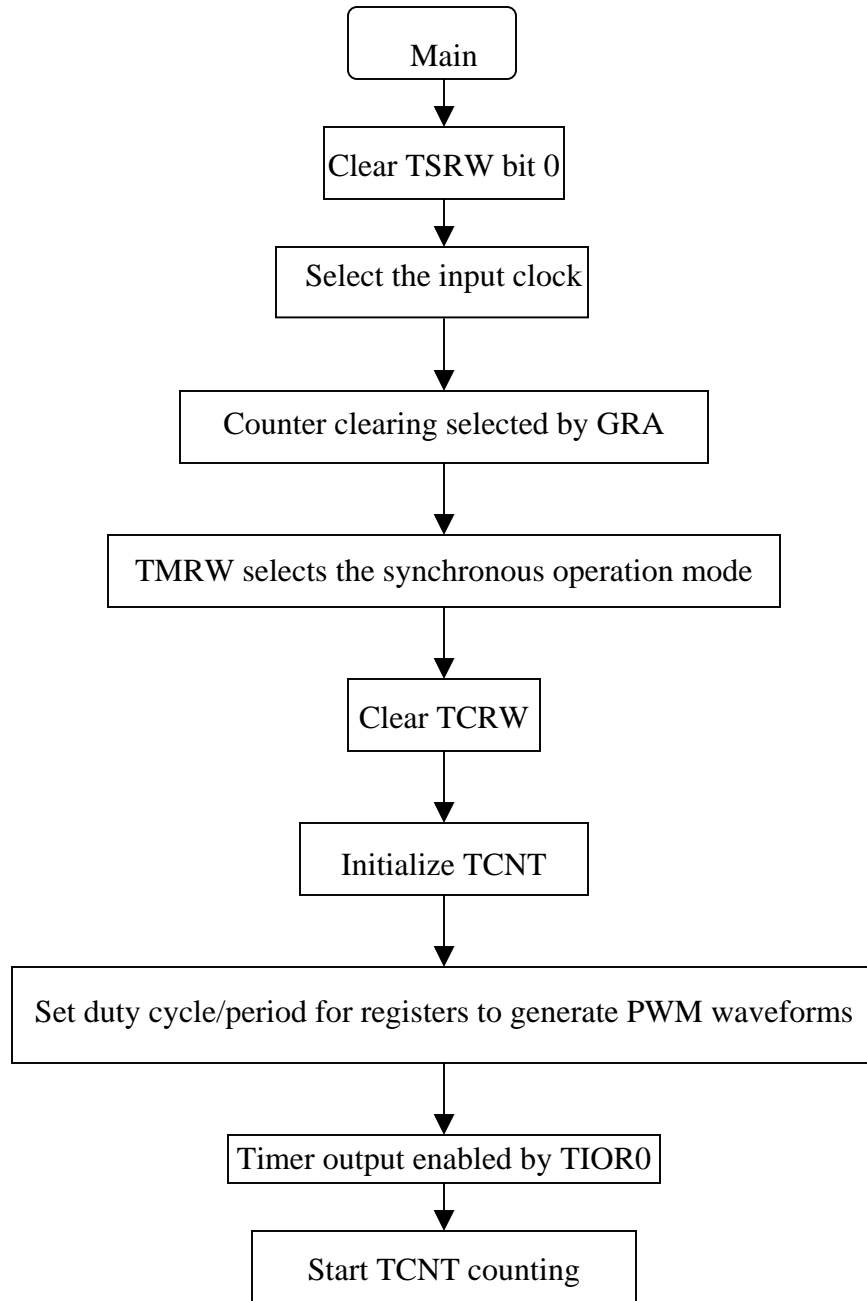 Main
Clear TSRW bit 0
Select the input clock
Counter clearing selected by GRA
TMRW selects the synchronous operation mode
Clear TCRW
Initialize TCNT
Set duty cycle/period for registers to generate PWM waveforms
Timer output enabled by TIOR0
Start TCNT counting